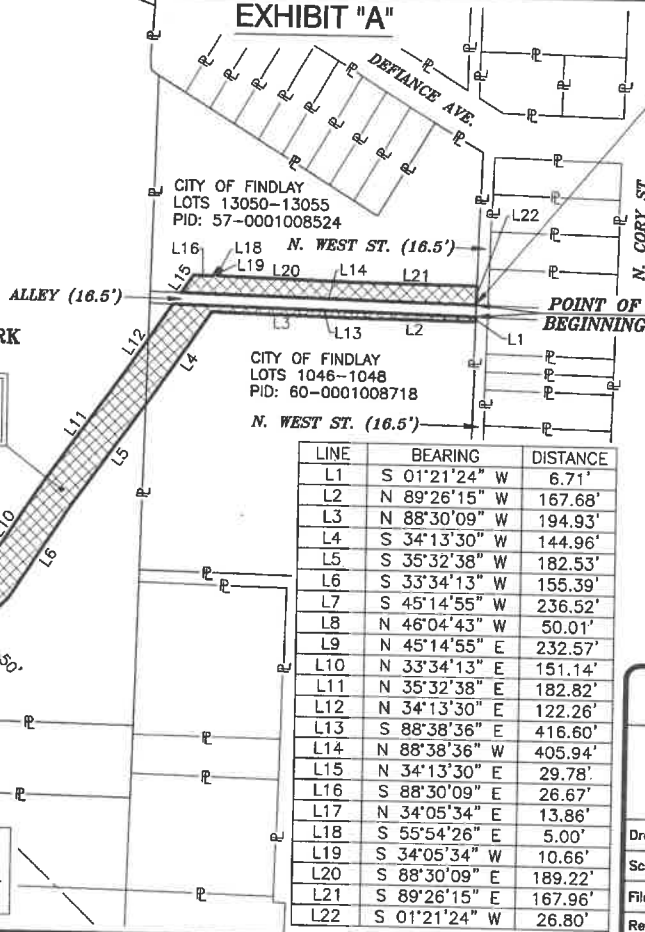 EXHIBIT "A"
DEFIANCE AVE.
CITY OF FINDLAY
LOTS 13050-13055
PID: 57-0001008524
N. WEST ST. (16.5')
L22
N. CORY ST.
L16
L18
L19
L20
L14
L21
L15
ALLEY (16.5')
POINT OF
BEGINNING
RK
L12
L4
L3
L13
L2
L1
CITY OF FINDLAY
LOTS 1046-1048
PID: 60-0001008718
N. WEST ST. (16.5')
L11
L5
L10
L6
50'
LINE BEARING DISTANCE
L1 S 01°21'24" W 6.71'
L2 N 89°26'15" W 167.68'
L3 N 88°30'09" W 194.93'
L4 S 34°13'30" W 144.96'
L5 S 35°32'38" W 182.53'
L6 S 33°34'13" W 155.39'
L7 S 45°14'55" W 236.52'
L8 N 46°04'43" W 50.01'
L9 N 45°14'55" E 232.57'
L10 N 33°34'13" E 151.14'
L11 N 35°32'38" E 182.82'
L12 N 34°13'30" E 122.26'
L13 S 88°38'36" E 416.60'
L14 N 88°38'36" W 405.94'
L15 N 34°13'30" E 29.78'
L16 S 88°30'09" E 26.67'
L17 N 34°05'34" E 13.86'
L18 S 55°54'26" E 5.00'
L19 S 34°05'34" W 10.66'
L20 S 88°30'09" E 189.22'
L21 S 89°26'15" E 167.96'
L22 S 01°21'24" W 26.80'
Dr
Sc
Fil
Re